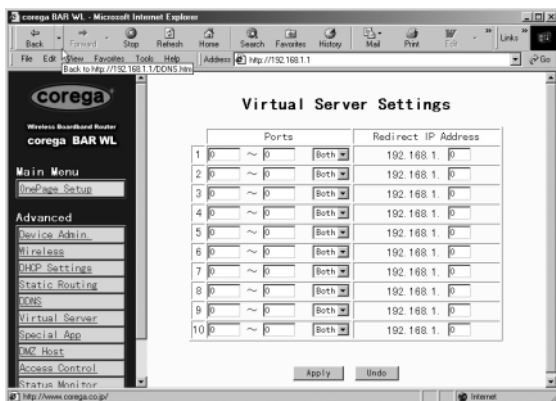 corega BAR WL - Microsoft Internet Explorer
Back Forward Stop Refresh Home Search Favorites History Mail Print Edit Links
File Edit View Favorites Tools Help Address http://192.168.1.1 Go
Back to http://192.168.1.1/DDNS.htm
corega
Wireless Boardband Router
corega BAR WL
Main Menu
OnePage Setup
Advanced
Device Admin.
Wireless
DHCP Settings
Static Routing
DDNS
Virtual Server
Special App
DMZ Host
Access Control
Status Monitor
Virtual Server Settings
Ports Redirect IP Address
1 0 ~ 0 Both 192.168.1. 0
2 0 ~ 0 Both 192.168.1. 0
3 0 ~ 0 Both 192.168.1. 0
4 0 ~ 0 Both 192.168.1. 0
5 0 ~ 0 Both 192.168.1. 0
6 0 ~ 0 Both 192.168.1. 0
7 0 ~ 0 Both 192.168.1. 0
8 0 ~ 0 Both 192.168.1. 0
9 0 ~ 0 Both 192.168.1. 0
10 0 ~ 0 Both 192.168.1. 0
Apply Undo
http://www.corega.co.jp/ Internet